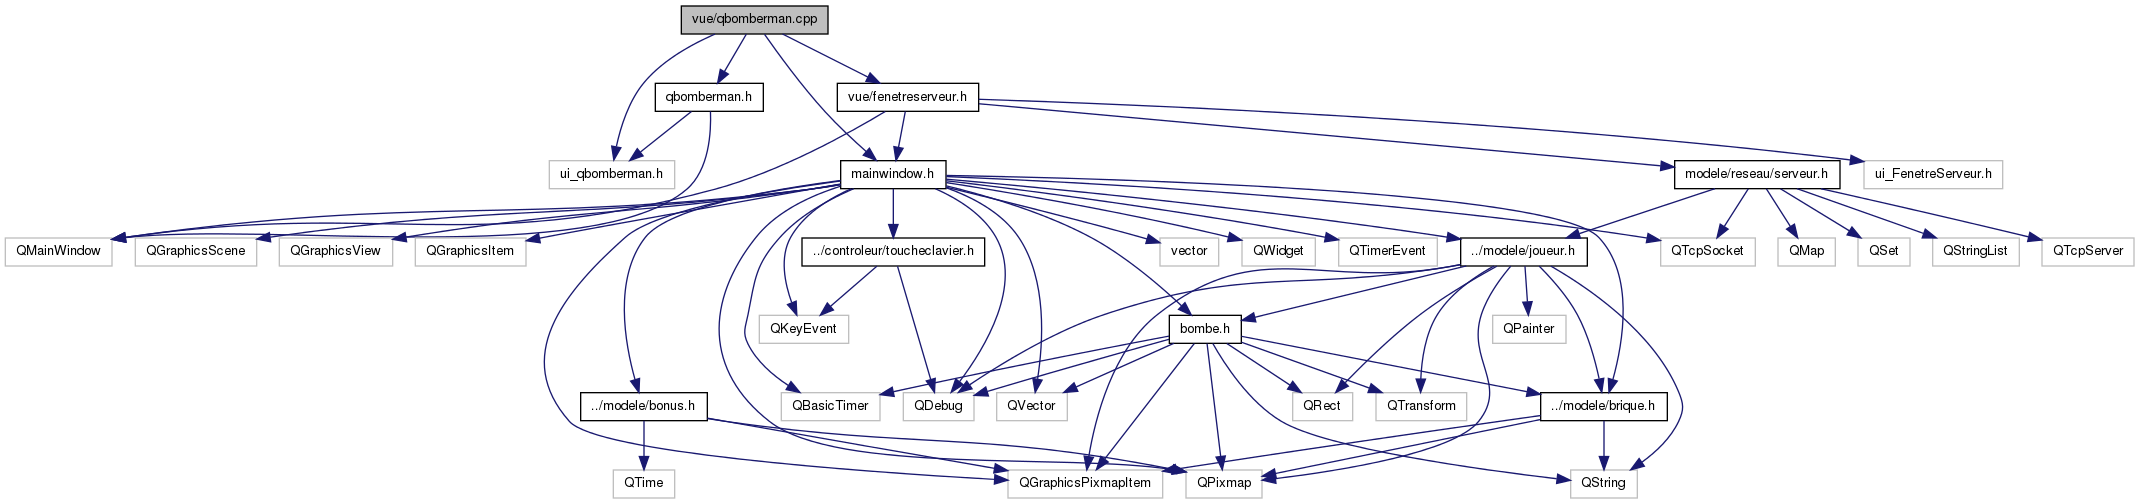 vue/qbomberman.cpp
qbomberman.h
vue/fenetreserveur.h
ui_qbomberman.h
mainwindow.h
modele/reseau/serveur.h
ui_FenetreServeur.h
QMainWindow
QGraphicsScene
QGraphicsView
QGraphicsItem
../controleur/toucheclavier.h
vector
QWidget
QTimerEvent
../modele/joueur.h
QTcpSocket
QMap
QSet
QStringList
QTcpServer
QKeyEvent
bombe.h
QPainter
../modele/bonus.h
QBasicTimer
QDebug
QVector
QRect
QTransform
../modele/brique.h
QTime
QGraphicsPixmapItem
QPixmap
QString